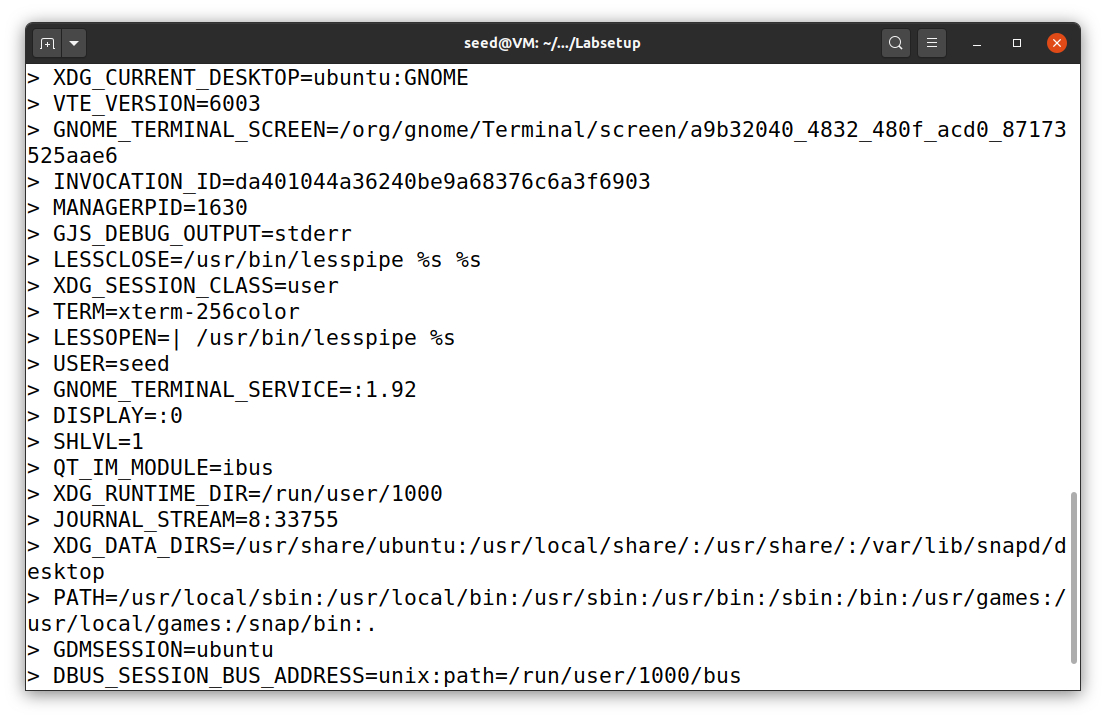 seed@VM: ~/.../Labsetup
> XDG_CURRENT_DESKTOP=ubuntu:GNOME
> VTE_VERSION=6003
> GNOME_TERMINAL_SCREEN=/org/gnome/Terminal/screen/a9b32040_4832_480f_acd0_87173
525aae6
> INVOCATION_ID=da401044a36240be9a68376c6a3f6903
> MANAGERPID=1630
> GJS_DEBUG_OUTPUT=stderr
> LESSCLOSE=/usr/bin/lesspipe %s %s
> XDG_SESSION_CLASS=user
> TERM=xterm-256color
> LESSOPEN=| /usr/bin/lesspipe %s
> USER=seed
> GNOME_TERMINAL_SERVICE=:1.92
> DISPLAY=:0
> SHLVL=1
> QT_IM_MODULE=ibus
> XDG_RUNTIME_DIR=/run/user/1000
> JOURNAL_STREAM=8:33755
> XDG_DATA_DIRS=/usr/share/ubuntu:/usr/local/share/:/usr/share/:/var/lib/snapd/d
esktop
> PATH=/usr/local/sbin:/usr/local/bin:/usr/sbin:/usr/bin:/sbin:/bin:/usr/games:/
usr/local/games:/snap/bin:.
> GDMSESSION=ubuntu
> DBUS_SESSION_BUS_ADDRESS=unix:path=/run/user/1000/bus